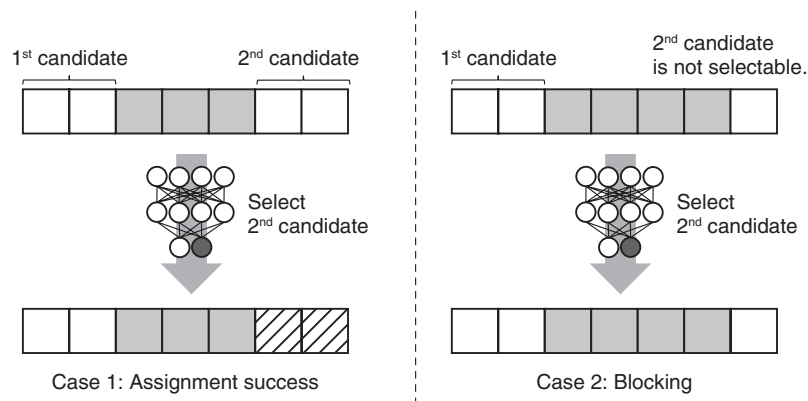 1st candidate
2nd candidate
Select
2nd candidate
Case 1: Assignment success
1st candidate
2nd candidate
is not selectable.
Select
2nd candidate
Case 2: Blocking